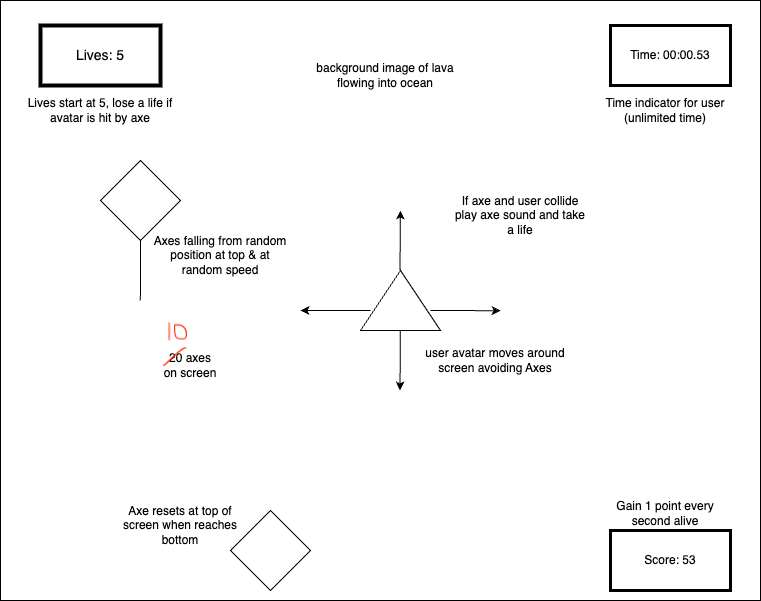 Lives: 5
Time: 00:00.53
background image of lava
flowing into ocean
Lives start at 5, lose a life if
avatar is hit by axe
Time indicator for user
(unlimited time)
If axe and user collide
play axe sound and take
a life
Axes falling from random
position at top & at
random speed
10
20 axes
on screen
user avatar moves around
screen avoiding Axes
Axe resets at top of
screen when reaches
bottom
Gain 1 point every
second alive
Score: 53